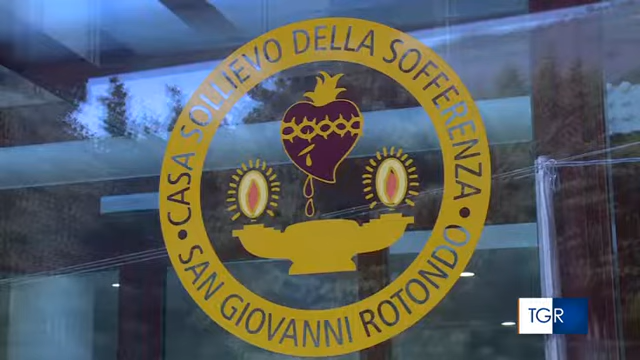 • CASA SOLLIEVO DELLA SOFFERENZA •
SAN GIOVANNI ROTONDO
TGR